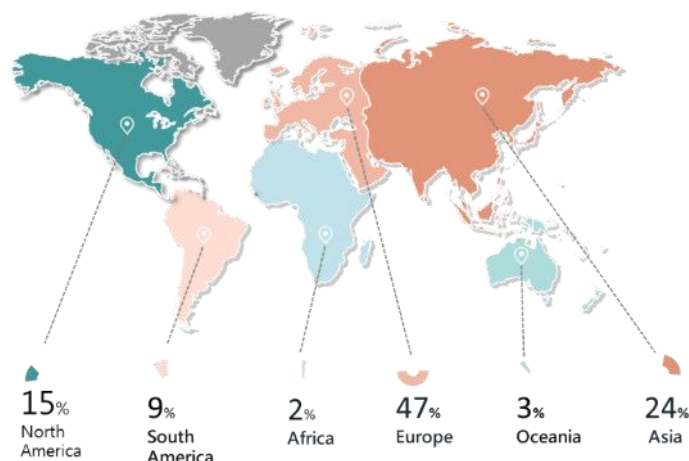 15%
North
America
9%
South
America
2%
Africa
47%
Europe
3%
Oceania
24%
Asia